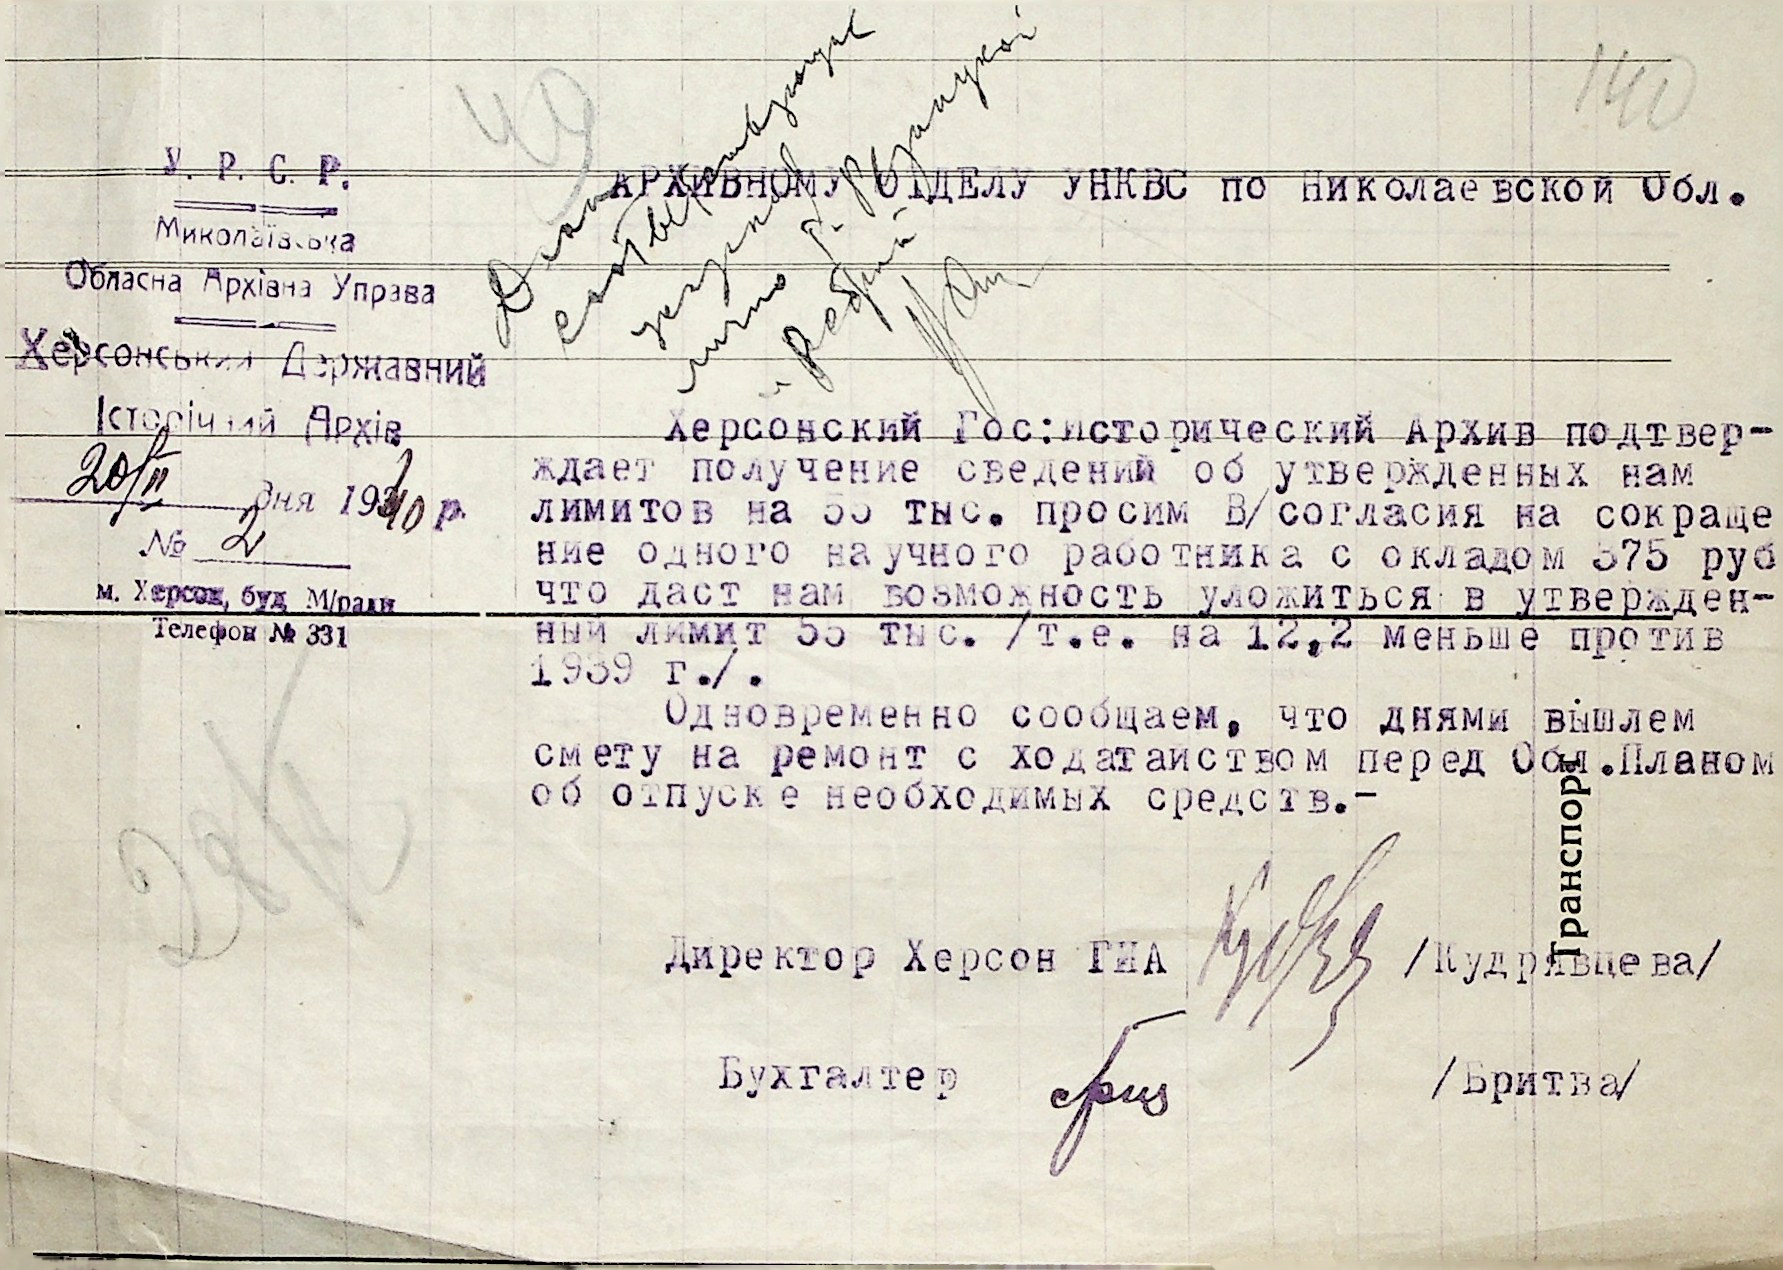 140
У. Р. С. Р.
Миколаївська
Обласна Архівна Управа
Херсонський Державний
Історічний Архів
20/II дня 1940 р.
№ 2
м. Херсон, буд. М/ради
Телефон № 331
АРХИВНОМУ ОТДЕЛУ УНКВС по Николаевской Обл.
Херсонский Гос:Исторический Архив подтвер-
ждает получение сведений об утвержденных нам
лимитов на 55 тыс. просим В/согласия на сокраще
ние одного научного работника с окладом 375 руб
что даст нам возможность уложиться в утвержден-
ный лимит 55 тыс. /т.е. на 12,2 меньше против
1939 г./.
Одновременно сообщаем, что днями вышлем
смету на ремонт с ходатайством перед Обл.Планом
об отпуске необходимых средств.-
Транспорт
Директор Херсон ГИА /Кудрявцева/
Бухгалтер /Бритва/